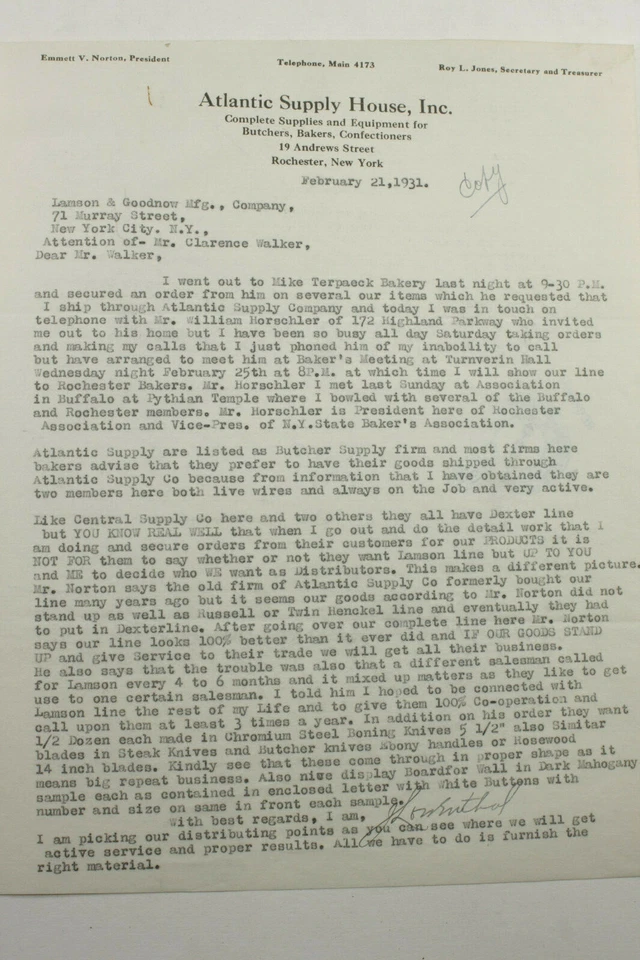 Emmett V. Norton, President
Telephone, Main 4173
Roy L. Jones, Secretary and Treasurer
Atlantic Supply House, Inc.
Complete Supplies and Equipment for
Butchers, Bakers, Confectioners
19 Andrews Street
Rochester, New York
February 21,1931.
Copy
Lamson & Goodnow Mfg., Company,
71 Murray Street,
New York City. N.Y.,
Attention of- Mr. Clarence Walker,
Dear Mr. Walker,
I went out to Mike Terpaeck Bakery last night at 9-30 P.M.
and secured an order from him on several our items which he requested that
I ship through Atlantic Supply Company and today I was in touch on
telephone with Mr. William Horschler of 172 Highland Parkway who invited
me out to his home but I have been so busy all day Saturday taking orders
and making my calls that I just phoned him of my inability to call
but have arranged to meet him at Baker's Meeting at Turnverin Hall
Wednesday night February 25th at 8P.M. at which time I will show our line
to Rochester Bakers. Mr. Horschler I met last Sunday at Association
in Buffalo at Pythian Temple where I bowled with several of the Buffalo
and Rochester members. Mr. Horschler is President here of Rochester
Association and Vice-Pres. of N.Y.State Baker's Association.
Atlantic Supply are listed as Butcher Supply firm and most firms here
bakers advise that they prefer to have their goods shipped through
Atlantic Supply Co because from information that I have obtained they are
two members here both live wires and always on the Job and very active.
Like Central Supply Co here and two others they all have Dexter line
but YOU KNOW REAL WELL that when I go out and do the detail work that I
am doing and secure orders from their customers for our PRODUCTS it is
NOT FOR them to say whether or not they want Lamson line but UP TO YOU
and ME to decide who WE want as Distributors. This makes a different picture.
Mr. Norton says the old firm of Atlantic Supply Co formerly bought our
line many years ago but it seems our goods according to Mr. Norton did not
stand up as well as Russell or Twin Henckel line and eventually they had
to put in Dexterline. After going over our complete line here Mr. Norton
says our line looks 100% better than it ever did and IF OUR GOODS STAND
UP and give Service to their trade we will get all their business.
He also says that the trouble was also that a different salesman called
for Lamson every 4 to 6 months and it mixed up matters as they like to get
use to one certain salesman. I told him I hoped to be connected with
Lamson line the rest of my Life and to give them 100% Co-operation and
call upon them at least 3 times a year. In addition on his order they want
1/2 Dozen each made in Chromium Steel Boning Knives 5 1/2" also Simitar
blades in Steak Knives and Butcher knives Ebony handles or Rosewood
14 inch blades. Kindly see that these come through in proper shape as it
means big repeat business. Also nive display Boardfor Wall in Dark Mahogany
sample each as contained in enclosed letter with White Buttons with
number and size on same in front each sample.
With best regards, I am,
I am picking our distributing points as you can see where we will get
active service and proper results. All we have to do is furnish the
right material.